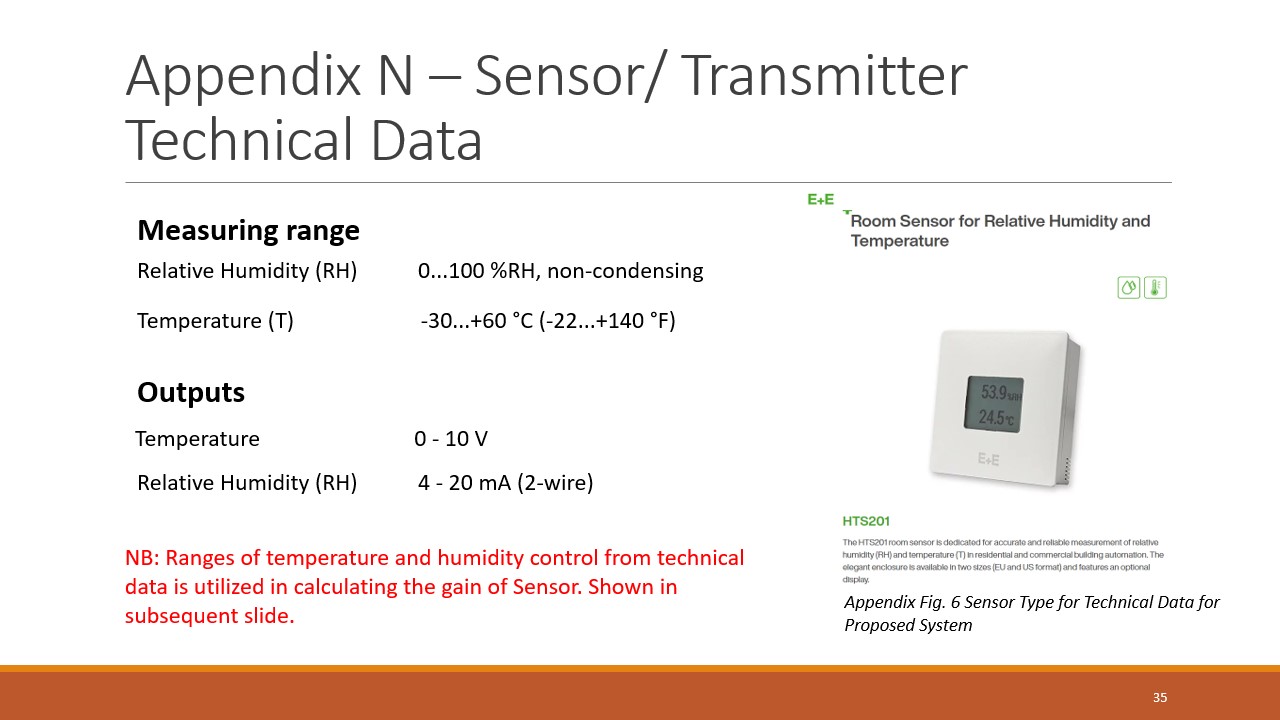 Appendix N – Sensor/ Transmitter
Technical Data
Measuring range
Relative Humidity (RH) 0...100 %RH, non-condensing
Temperature (T) -30...+60 °C (-22...+140 °F)
Outputs
Temperature 0 - 10 V
Relative Humidity (RH) 4 - 20 mA (2-wire)
NB: Ranges of temperature and humidity control from technical
data is utilized in calculating the gain of Sensor. Shown in
subsequent slide.
E+E
Room Sensor for Relative Humidity and
Temperature
53.9 %rH
24.5 °C
E+E
HTS201
The HTS201 room sensor is dedicated for accurate and reliable measurement of relative
humidity (RH) and temperature (T) in residential and commercial building automation. The
elegant enclosure is available in two sizes (EU and US format) and features an optional
display.
Appendix Fig. 6 Sensor Type for Technical Data for
Proposed System
35